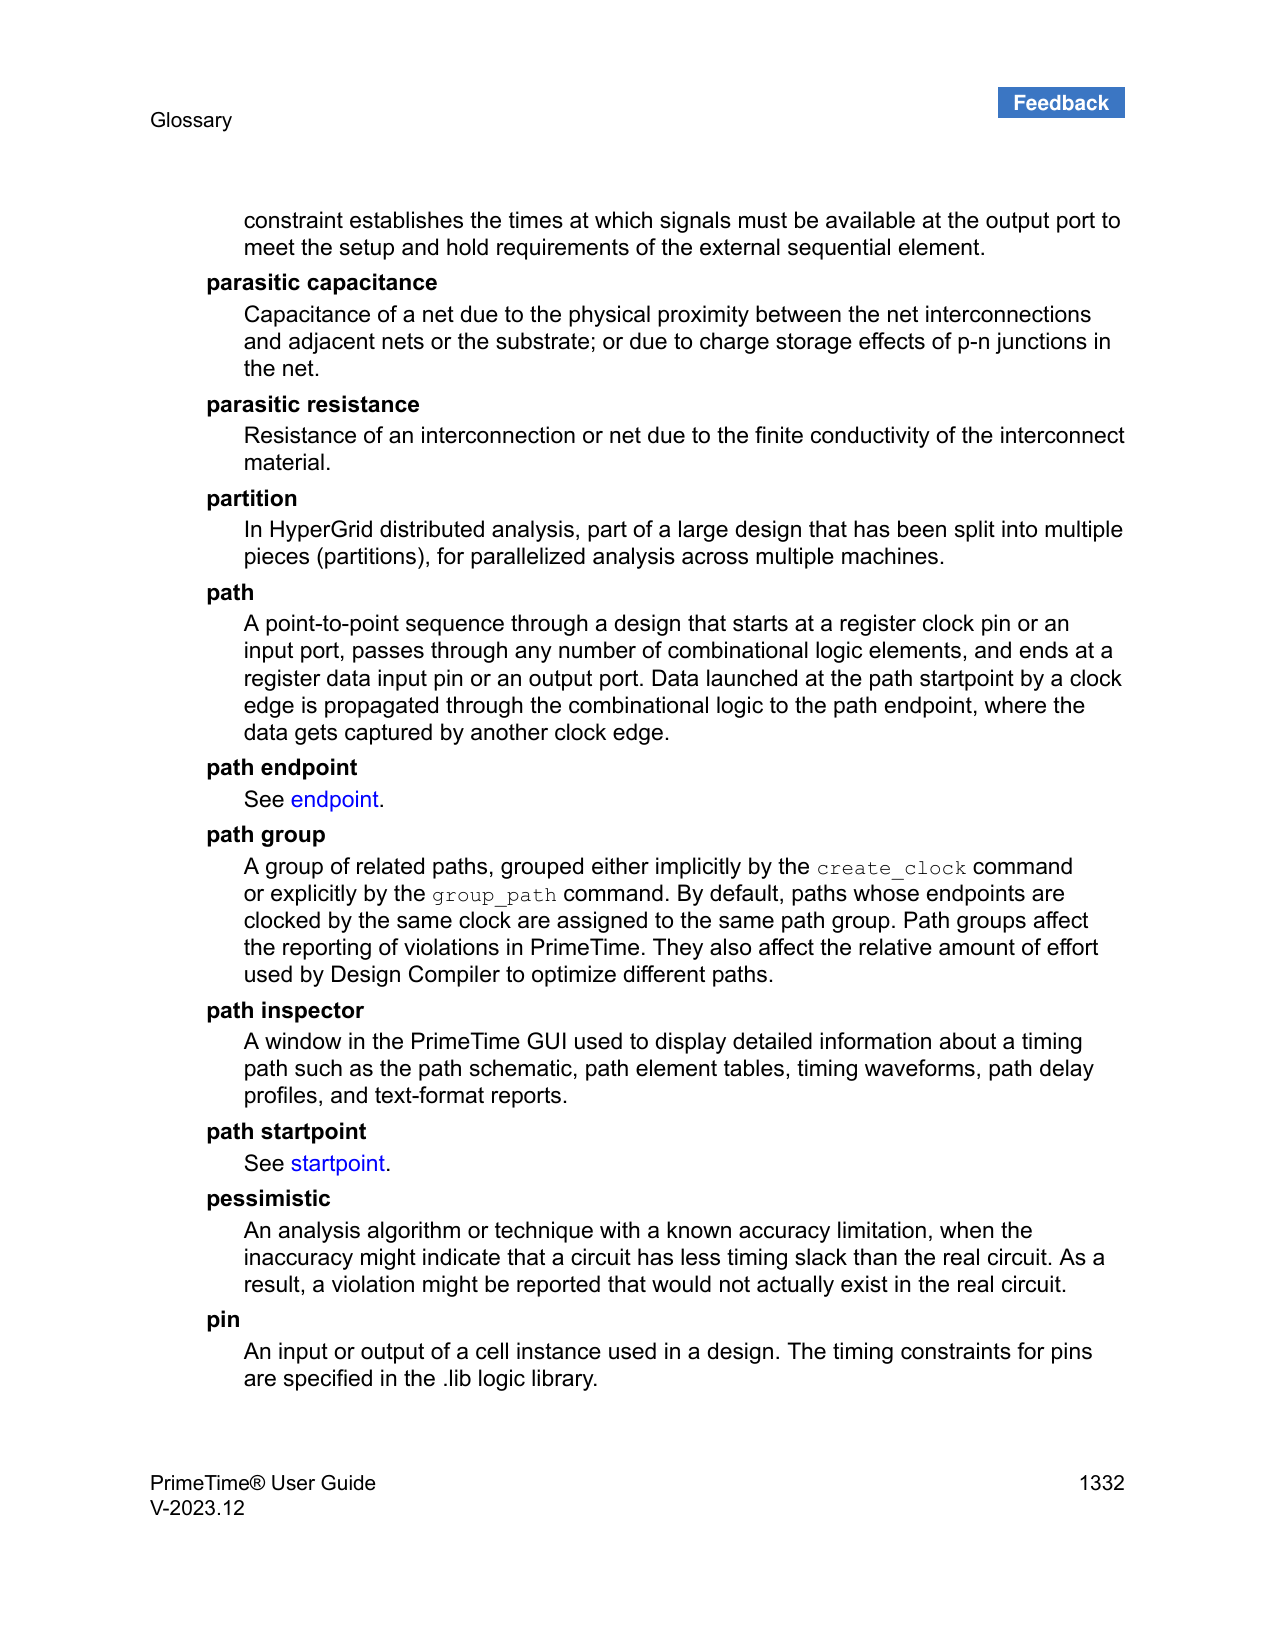 Feedback
Glossary
constraint establishes the times at which signals must be available at the output port to
meet the setup and hold requirements of the external sequential element.
parasitic capacitance
Capacitance of a net due to the physical proximity between the net interconnections
and adjacent nets or the substrate; or due to charge storage effects of p-n junctions in
the net.
parasitic resistance
Resistance of an interconnection or net due to the finite conductivity of the interconnect
material.
partition
In HyperGrid distributed analysis, part of a large design that has been split into multiple
pieces (partitions), for parallelized analysis across multiple machines.
path
A point-to-point sequence through a design that starts at a register clock pin or an
input port, passes through any number of combinational logic elements, and ends at a
register data input pin or an output port. Data launched at the path startpoint by a clock
edge is propagated through the combinational logic to the path endpoint, where the
data gets captured by another clock edge.
path endpoint
See endpoint.
path group
A group of related paths, grouped either implicitly by the create_clock command
or explicitly by the group_path command. By default, paths whose endpoints are
clocked by the same clock are assigned to the same path group. Path groups affect
the reporting of violations in PrimeTime. They also affect the relative amount of effort
used by Design Compiler to optimize different paths.
path inspector
A window in the PrimeTime GUI used to display detailed information about a timing
path such as the path schematic, path element tables, timing waveforms, path delay
profiles, and text-format reports.
path startpoint
See startpoint.
pessimistic
An analysis algorithm or technique with a known accuracy limitation, when the
inaccuracy might indicate that a circuit has less timing slack than the real circuit. As a
result, a violation might be reported that would not actually exist in the real circuit.
pin
An input or output of a cell instance used in a design. The timing constraints for pins
are specified in the .lib logic library.
PrimeTime® User Guide 1332
V-2023.12